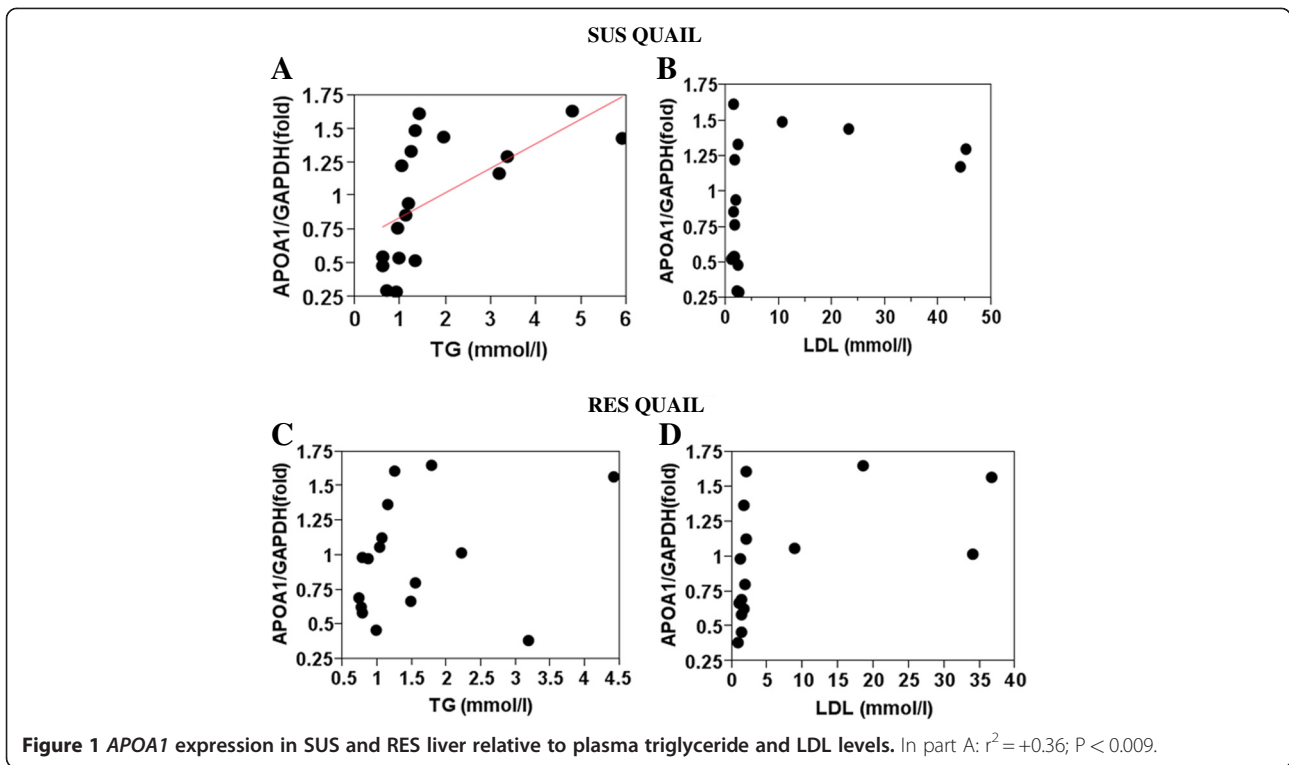 SUS QUAIL
A
APOA1/GAPDH(fold)
1.75
1.5
1.25
1
0.75
0.5
0.25
0 1 2 3 4 5 6
TG (mmol/l)
B
APOA1/GAPDH(fold)
1.75
1.5
1.25
1
0.75
0.5
0.25
0 10 20 30 40 50
LDL (mmol/l)
RES QUAIL
C
APOA1/GAPDH(fold)
1.75
1.5
1.25
1
0.75
0.5
0.25
0.5 1 1.5 2 2.5 3 3.5 4 4.5
TG (mmol/l)
D
APOA1/GAPDH(fold)
1.75
1.5
1.25
1
0.75
0.5
0.25
0 5 10 15 20 25 30 35 40
LDL (mmol/l)
Figure 1 APOA1 expression in SUS and RES liver relative to plasma triglyceride and LDL levels. In part A: r² = +0.36; P < 0.009.